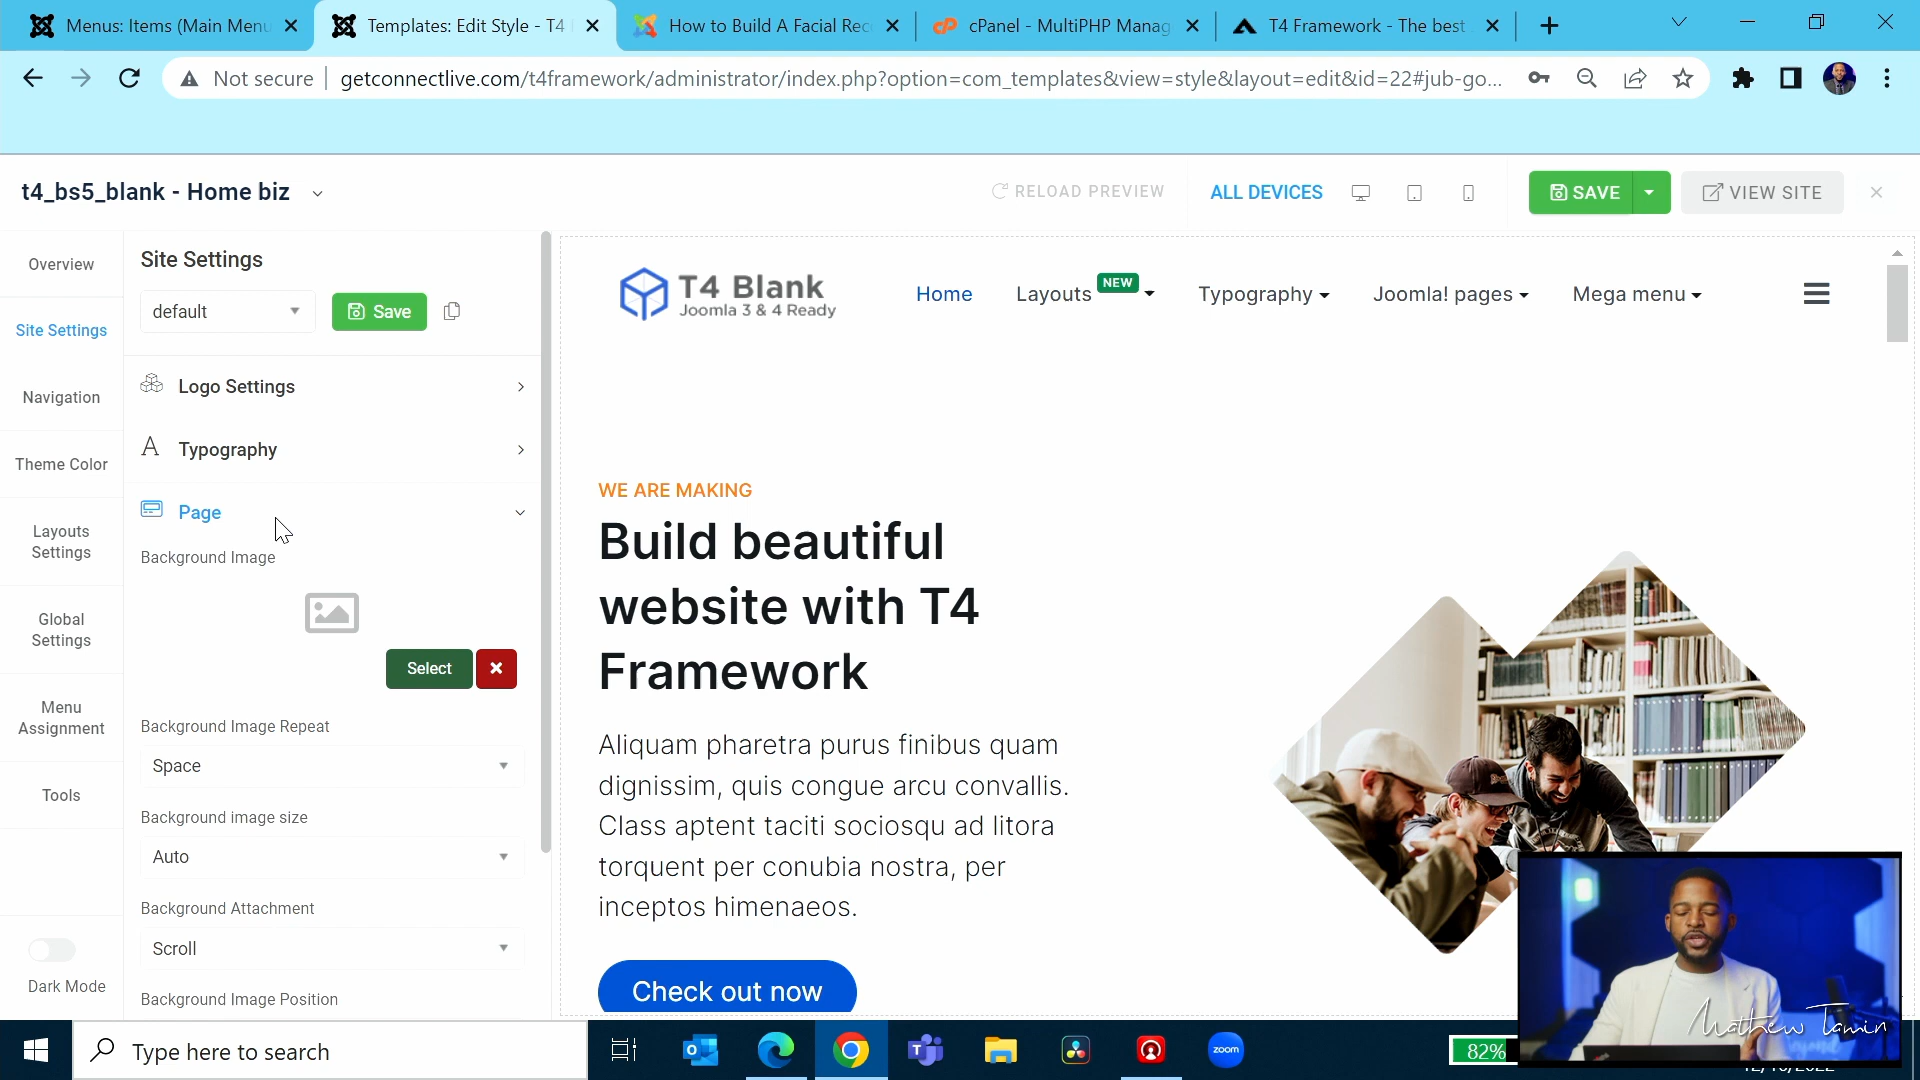 Menus: Items (Main Menu
Templates: Edit Style - T4
How to Build A Facial Rec
cPanel - MultiPHP Manag
T4 Framework - The best
Not secure
getconnectlive.com/t4framework/administrator/index.php?option=com_templates&view=style&layout=edit&id=22#jub-go...
t4_bs5_blank - Home biz
RELOAD PREVIEW
ALL DEVICES
SAVE
VIEW SITE
Overview
Site Settings
Navigation
Theme Color
Layouts
Settings
Global
Settings
Menu
Assignment
Tools
Dark Mode
Site Settings
default
Save
Logo Settings
Typography
Page
Background Image
Select
Background Image Repeat
Space
Background image size
Auto
Background Attachment
Scroll
Background Image Position
T4 Blank
Joomla 3 & 4 Ready
Home
Layouts
NEW
Typography
Joomla! pages
Mega menu
WE ARE MAKING
Build beautiful
website with T4
Framework
Aliquam pharetra purus finibus quam
dignissim, quis congue arcu convallis.
Class aptent taciti sociosqu ad litora
torquent per conubia nostra, per
inceptos himenaeos.
Check out now
Mathew Tamin
Type here to search
zoom
82%